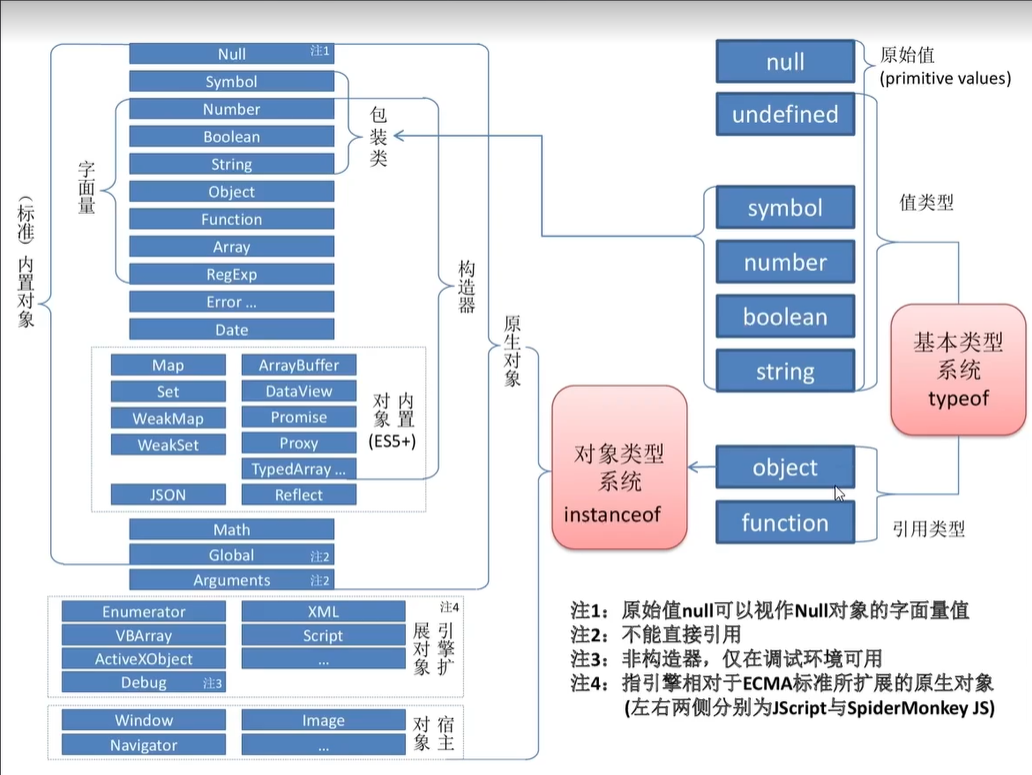 Null 注1
Symbol
Number
Boolean
String
Object
Function
Array
RegExp
Error ...
Date
字面量
包装类
(标准)内置对象
构造器
原生对象
Map
Set
WeakMap
WeakSet
JSON
ArrayBuffer
DataView
Promise
Proxy
TypedArray ...
Reflect
内置对象
(ES5+)
Math
Global 注2
Arguments 注2
Enumerator
VBArray
ActiveXObject
Debug 注3
XML
Script
...
注4
引擎扩展对象
Window
Navigator
Image
...
宿主对象
null
undefined
symbol
number
boolean
string
object
function
原始值
(primitive values)
值类型
基本类型
系统
typeof
引用类型
对象类型
系统
instanceof
注1：原始值null可以视作Null对象的字面量值
注2：不能直接引用
注3：非构造器，仅在调试环境可用
注4：指引擎相对于ECMA标准所扩展的原生对象
(左右两侧分别为JScript与SpiderMonkey JS)